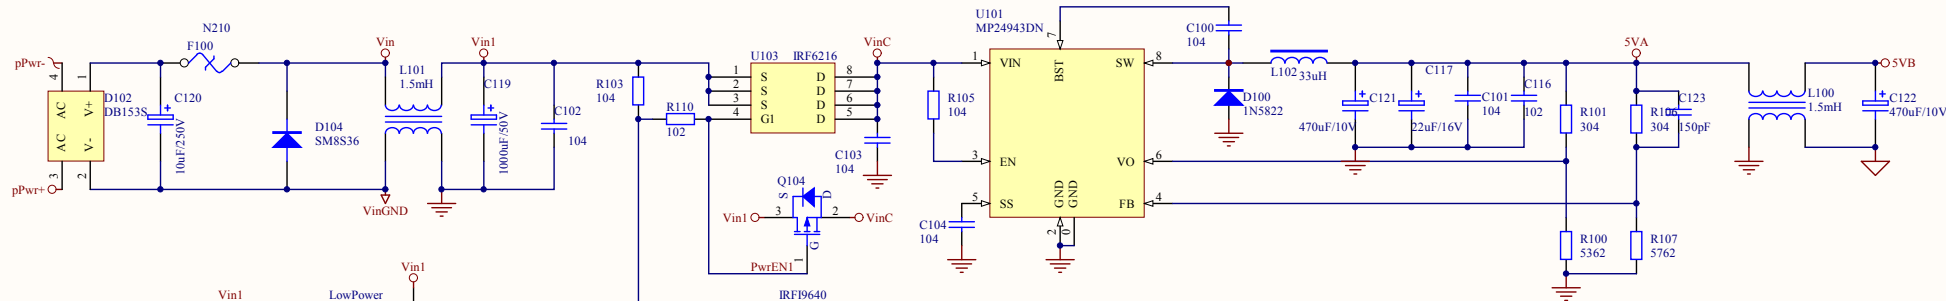 N210
F100
pPwr-
4
1
AC
V+
AC
V-
D102
DB153S
3
2
pPwr+
C120
10uF/250V
D104
SM8S36
Vin
L101
1.5mH
VinGND
Vin1
C119
1000uF/50V
C102
104
R103
104
R110
102
U103
IRF6216
1
2
3
4
S
S
S
G1
D
D
D
D
8
7
6
5
VinC
C103
104
Q104
S
D
Vin1
3
2
VinC
G
1
PwrEN1
IRFI9640
Vin1
Vin1
LowPower
R105
104
U101
MP24943DN
7
BST
1
VIN
3
EN
5
SS
C104
104
GND
GND
2
0
SW
8
VO
6
FB
4
C100
104
D100
1N5822
L102
33uH
C121
470uF/10V
C117
22uF/16V
C101
104
C116
102
R101
304
R100
5362
5VA
R106
304
C123
150pF
R107
5762
L100
1.5mH
5VB
C122
470uF/10V